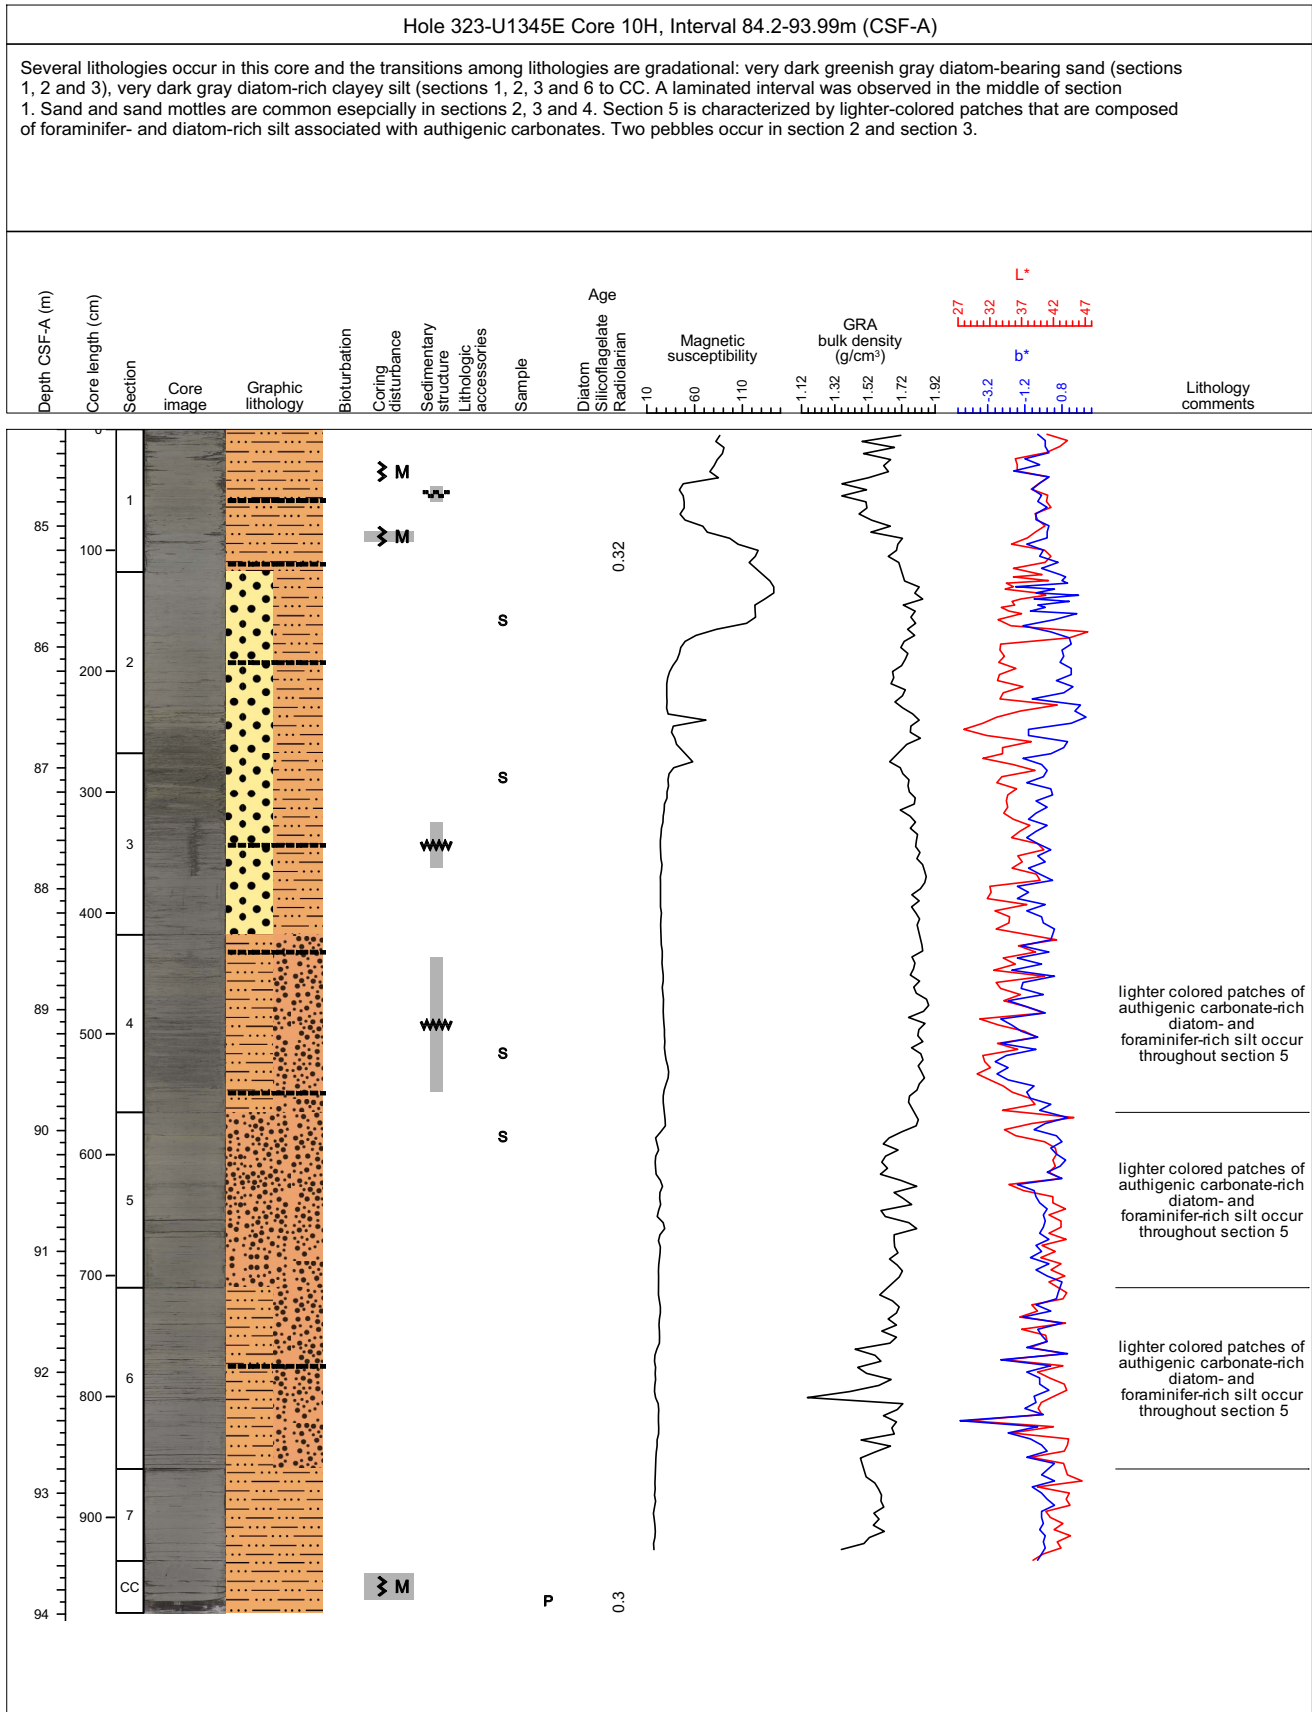 Hole 323-U1345E Core 10H, Interval 84.2-93.99m (CSF-A)
Several lithologies occur in this core and the transitions among lithologies are gradational: very dark greenish gray diatom-bearing sand (sections
1, 2 and 3), very dark gray diatom-rich clayey silt (sections 1, 2, 3 and 6 to CC. A laminated interval was observed in the middle of section
1. Sand and sand mottles are common esepcially in sections 2, 3 and 4. Section 5 is characterized by lighter-colored patches that are composed
of foraminifer- and diatom-rich silt associated with authigenic carbonates. Two pebbles occur in section 2 and section 3.
Depth CSF-A (m)
Core length (cm)
Section
Core
image
Graphic
lithology
Bioturbation
Coring
disturbance
Sedimentary
structure
Lithologic
accessories
Sample
Age
Diatom
Silicoflagelate
Radiolarian
Magnetic
susceptibility
10
60
110
GRA
bulk density
(g/cm³)
1.12
1.32
1.52
1.72
1.92
L*
27
32
37
42
47
b*
-3.2
-1.2
0.8
Lithology
comments
0
M
1
85
M
100
0.32
S
86
2
200
87
S
300
3
88
400
lighter colored patches of
authigenic carbonate-rich
diatom- and
foraminifer-rich silt occur
throughout section 5
89
4
500
S
90
S
600
lighter colored patches of
authigenic carbonate-rich
diatom- and
foraminifer-rich silt occur
throughout section 5
5
91
700
lighter colored patches of
authigenic carbonate-rich
diatom- and
foraminifer-rich silt occur
throughout section 5
92
6
800
93
7
900
CC
M
P
0.3
94